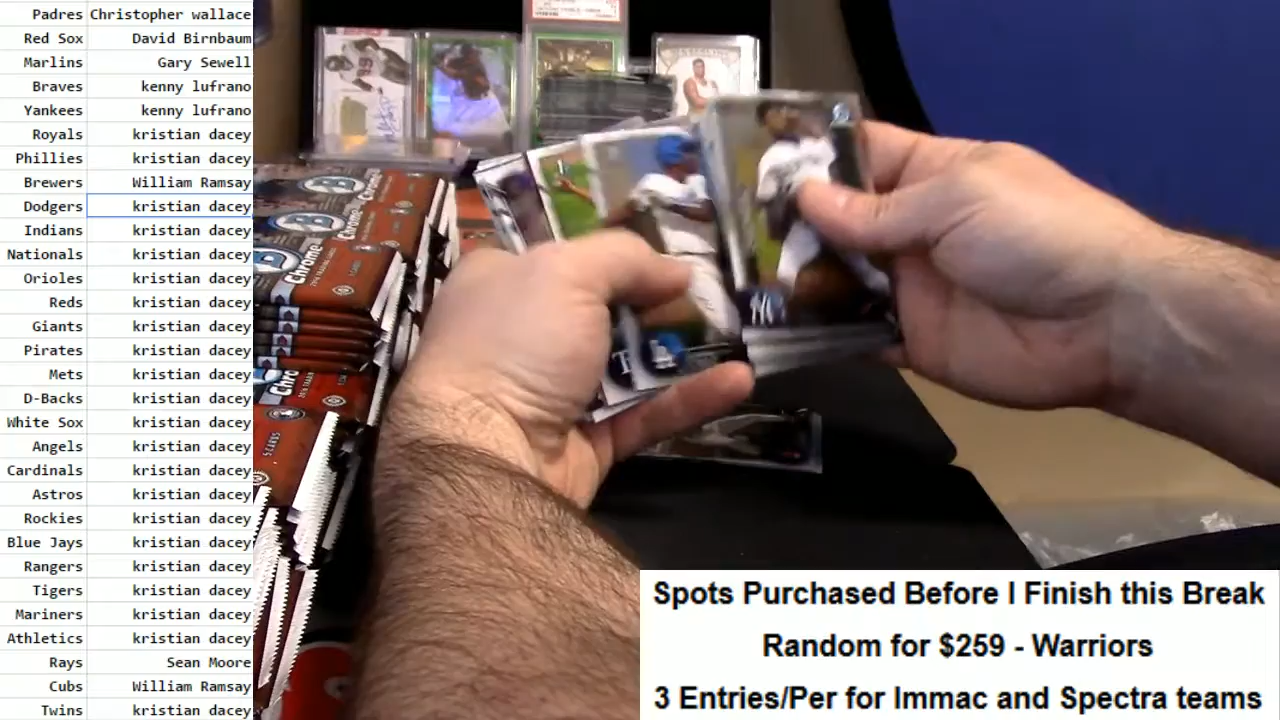 Padres Christopher wallace
Red Sox David Birnbaum
Marlins Gary Sewell
Braves kenny lufrano
Yankees kenny lufrano
Royals kristian dacey
Phillies kristian dacey
Brewers William Ramsay
Dodgers kristian dacey
Indians kristian dacey
Nationals kristian dacey
Orioles kristian dacey
Reds kristian dacey
Giants kristian dacey
Pirates kristian dacey
Mets kristian dacey
D-Backs kristian dacey
White Sox kristian dacey
Angels kristian dacey
Cardinals kristian dacey
Astros kristian dacey
Rockies kristian dacey
Blue Jays kristian dacey
Rangers kristian dacey
Tigers kristian dacey
Mariners kristian dacey
Athletics kristian dacey
Rays Sean Moore
Cubs William Ramsay
Twins kristian dacey
Chrome
Chrome
Chro
5 CARDS
LA
NY
Spots Purchased Before I Finish this Break
Random for $259 - Warriors
3 Entries/Per for Immac and Spectra teams